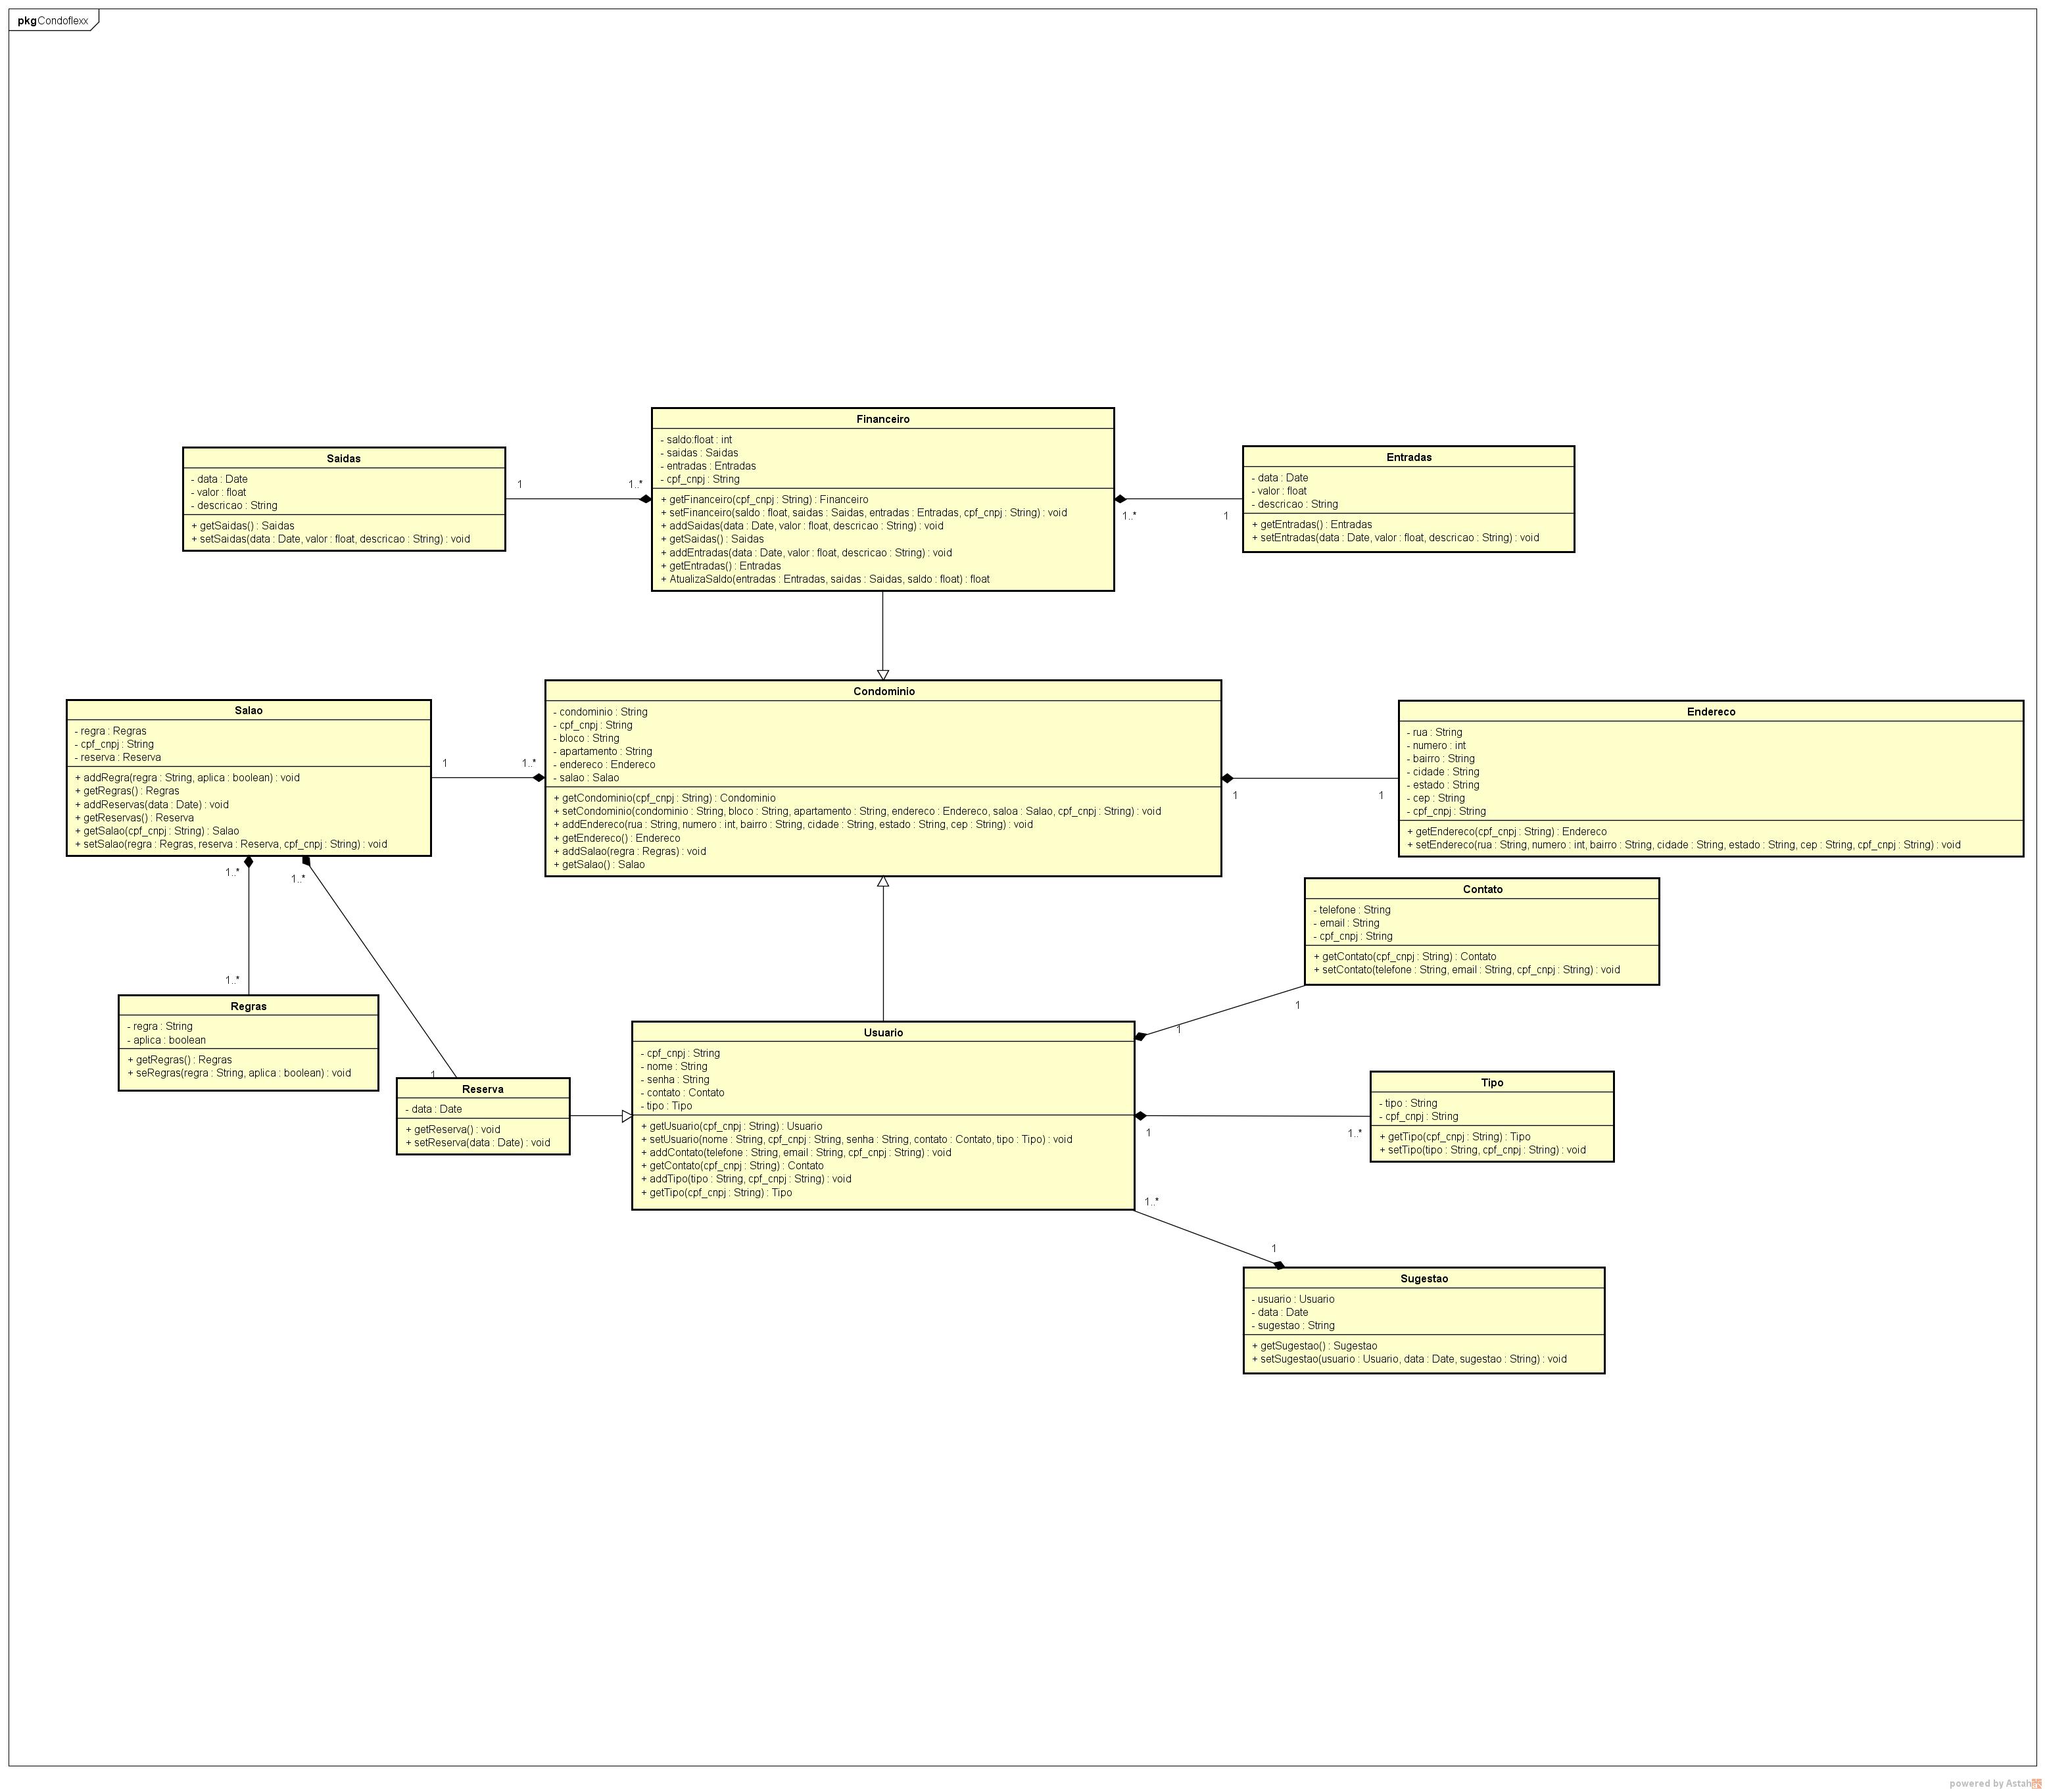 pkg Condoflexx
Financeiro
- saldo:float : int
- saidas : Saidas
- entradas : Entradas
- cpf_cnpj : String
+ getFinanceiro(cpf_cnpj : String) : Financeiro
+ setFinanceiro(saldo : float, saidas : Saidas, entradas : Entradas, cpf_cnpj : String) : void
+ addSaidas(data : Date, valor : float, descricao : String) : void
+ getSaidas() : Saidas
+ addEntradas(data : Date, valor : float, descricao : String) : void
+ getEntradas() : Entradas
+ AtualizaSaldo(entradas : Entradas, saidas : Saidas, saldo : float) : float
Saidas
- data : Date
- valor : float
- descricao : String
+ getSaidas() : Saidas
+ setSaidas(data : Date, valor : float, descricao : String) : void
1
1..*
Entradas
- data : Date
- valor : float
- descricao : String
+ getEntradas() : Entradas
+ setEntradas(data : Date, valor : float, descricao : String) : void
1..*
1
Condominio
- condominio : String
- cpf_cnpj : String
- bloco : String
- apartamento : String
- endereco : Endereco
- salao : Salao
+ getCondominio(cpf_cnpj : String) : Condominio
+ setCondominio(condominio : String, bloco : String, apartamento : String, endereco : Endereco, saloa : Salao, cpf_cnpj : String) : void
+ addEndereco(rua : String, numero : int, bairro : String, cidade : String, estado : String, cep : String) : void
+ getEndereco() : Endereco
+ addSalao(regra : Regras) : void
+ getSalao() : Salao
Salao
- regra : Regras
- cpf_cnpj : String
- reserva : Reserva
+ addRegra(regra : String, aplica : boolean) : void
+ getRegras() : Regras
+ addReservas(data : Date) : void
+ getReservas() : Reserva
+ getSalao(cpf_cnpj : String) : Salao
+ setSalao(regra : Regras, reserva : Reserva, cpf_cnpj : String) : void
1
1..*
Endereco
- rua : String
- numero : int
- bairro : String
- cidade : String
- estado : String
- cep : String
- cpf_cnpj : String
+ getEndereco(cpf_cnpj : String) : Endereco
+ setEndereco(rua : String, numero : int, bairro : String, cidade : String, estado : String, cep : String, cpf_cnpj : String) : void
1
1
1..*
1..*
1..*
1
Contato
- telefone : String
- email : String
- cpf_cnpj : String
+ getContato(cpf_cnpj : String) : Contato
+ setContato(telefone : String, email : String, cpf_cnpj : String) : void
1
1
Regras
- regra : String
- aplica : boolean
+ getRegras() : Regras
+ seRegras(regra : String, aplica : boolean) : void
Reserva
- data : Date
+ getReserva() : void
+ setReserva(data : Date) : void
Usuario
- cpf_cnpj : String
- nome : String
- senha : String
- contato : Contato
- tipo : Tipo
+ getUsuario(cpf_cnpj : String) : Usuario
+ setUsuario(nome : String, cpf_cnpj : String, senha : String, contato : Contato, tipo : Tipo) : void
+ addContato(telefone : String, email : String, cpf_cnpj : String) : void
+ getContato(cpf_cnpj : String) : Contato
+ addTipo(tipo : String, cpf_cnpj : String) : void
+ getTipo(cpf_cnpj : String) : Tipo
Tipo
- tipo : String
- cpf_cnpj : String
+ getTipo(cpf_cnpj : String) : Tipo
+ setTipo(tipo : String, cpf_cnpj : String) : void
1
1..*
1..*
1
Sugestao
- usuario : Usuario
- data : Date
- sugestao : String
+ getSugestao() : Sugestao
+ setSugestao(usuario : Usuario, data : Date, sugestao : String) : void
powered by Astah